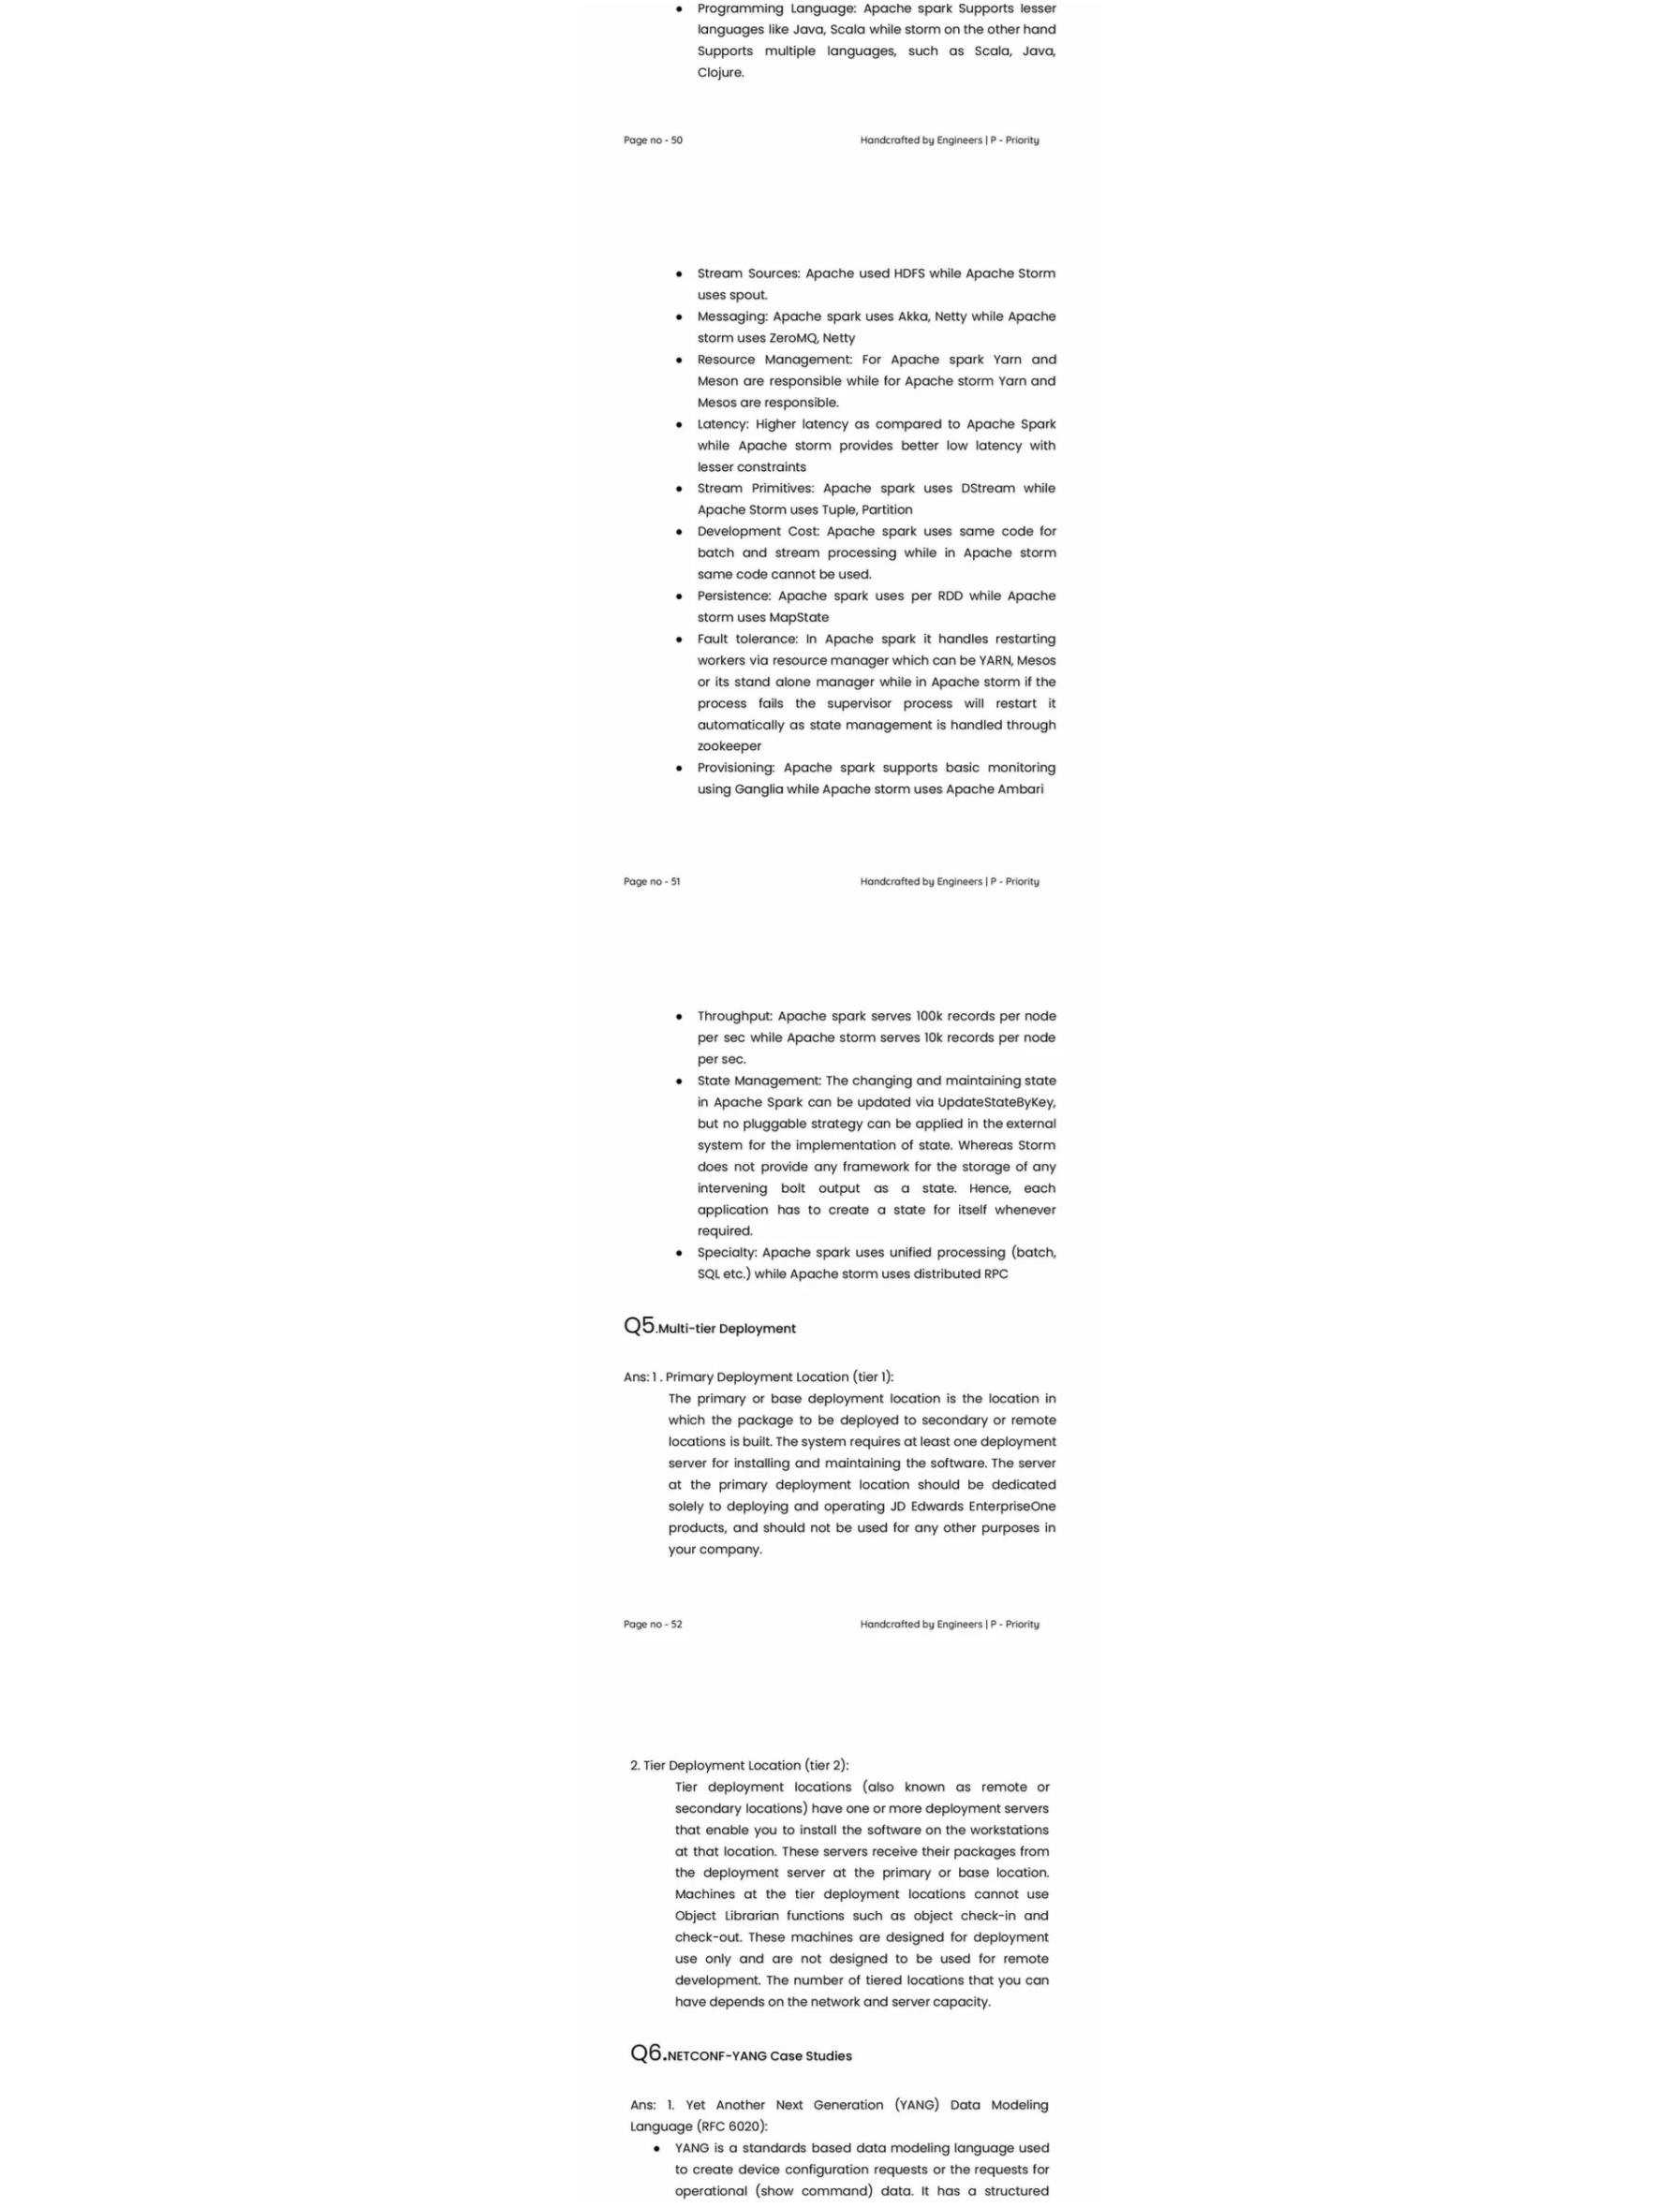 ● Programming Language: Apache spark Supports lesser
languages like Java, Scala while storm on the other hand
Supports multiple languages, such as Scala, Java,
Clojure.
Page no - 50 Handcrafted by Engineers | P - Priority
● Stream Sources: Apache used HDFS while Apache Storm
uses spout.
● Messaging: Apache spark uses Akka, Netty while Apache
storm uses ZeroMQ, Netty
● Resource Management: For Apache spark Yarn and
Meson are responsible while for Apache storm Yarn and
Mesos are responsible.
● Latency: Higher latency as compared to Apache Spark
while Apache storm provides better low latency with
lesser constraints
● Stream Primitives: Apache spark uses DStream while
Apache Storm uses Tuple, Partition
● Development Cost: Apache spark uses same code for
batch and stream processing while in Apache storm
same code cannot be used.
● Persistence: Apache spark uses per RDD while Apache
storm uses MapState
● Fault tolerance: In Apache spark it handles restarting
workers via resource manager which can be YARN, Mesos
or its stand alone manager while in Apache storm if the
process fails the supervisor process will restart it
automatically as state management is handled through
zookeeper
● Provisioning: Apache spark supports basic monitoring
using Ganglia while Apache storm uses Apache Ambari
Page no - 51 Handcrafted by Engineers | P - Priority
● Throughput: Apache spark serves 100k records per node
per sec while Apache storm serves 10k records per node
per sec.
● State Management: The changing and maintaining state
in Apache Spark can be updated via UpdateStateByKey,
but no pluggable strategy can be applied in the external
system for the implementation of state. Whereas Storm
does not provide any framework for the storage of any
intervening bolt output as a state. Hence, each
application has to create a state for itself whenever
required.
● Specialty: Apache spark uses unified processing (batch,
SQL etc.) while Apache storm uses distributed RPC
Q5.Multi-tier Deployment
Ans: 1 . Primary Deployment Location (tier 1):
The primary or base deployment location is the location in
which the package to be deployed to secondary or remote
locations is built. The system requires at least one deployment
server for installing and maintaining the software. The server
at the primary deployment location should be dedicated
solely to deploying and operating JD Edwards EnterpriseOne
products, and should not be used for any other purposes in
your company.
Page no - 52 Handcrafted by Engineers | P - Priority
2. Tier Deployment Location (tier 2):
Tier deployment locations (also known as remote or
secondary locations) have one or more deployment servers
that enable you to install the software on the workstations
at that location. These servers receive their packages from
the deployment server at the primary or base location.
Machines at the tier deployment locations cannot use
Object Librarian functions such as object check-in and
check-out. These machines are designed for deployment
use only and are not designed to be used for remote
development. The number of tiered locations that you can
have depends on the network and server capacity.
Q6.NETCONF-YANG Case Studies
Ans: 1. Yet Another Next Generation (YANG) Data Modeling
Language (RFC 6020):
● YANG is a standards based data modeling language used
to create device configuration requests or the requests for
operational (show command) data. It has a structured